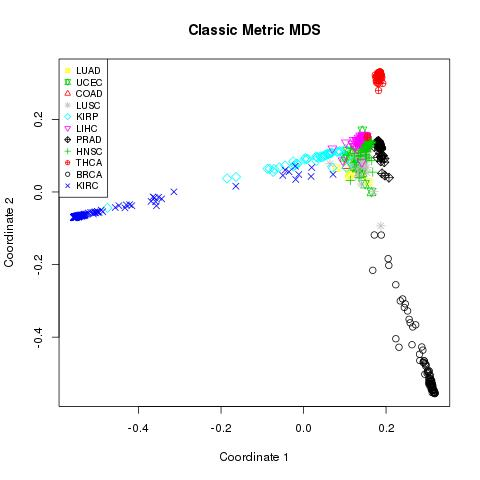 Classic Metric MDS
LUAD
UCEC
COAD
LUSC
KIRP
LIHC
PRAD
HNSC
THCA
BRCA
KIRC
0.2
0.0
-0.2
-0.4
Coordinate 2
-0.4
-0.2
0.0
0.2
Coordinate 1